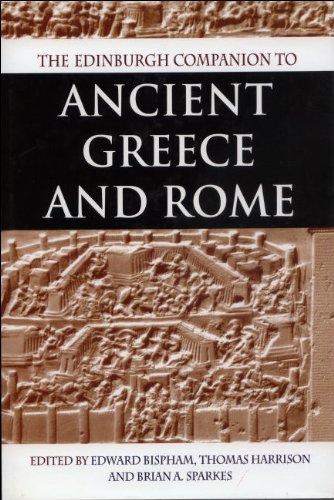 THE EDINBURGH COMPANION TO
ANCIENT
GREECE
AND ROME
EDITED BY EDWARD BISPHAM, THOMAS HARRISON
AND BRIAN A. SPARKES